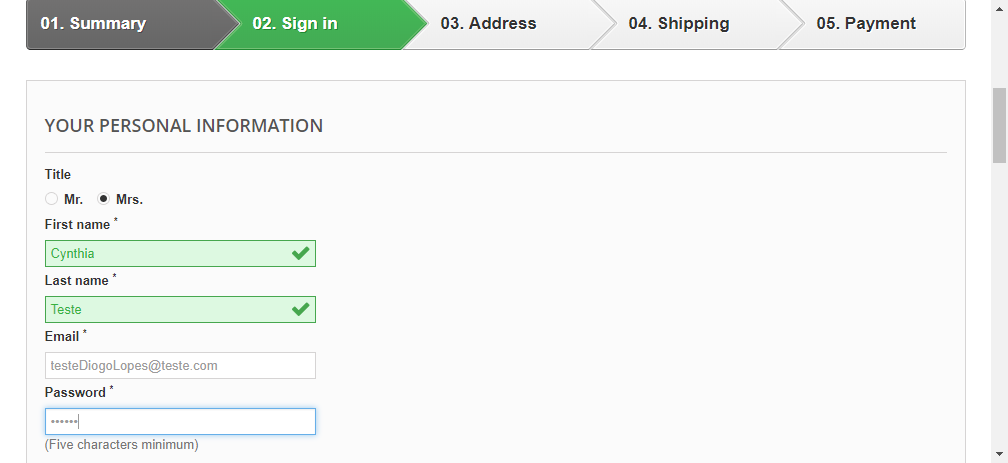 01. Summary 02. Sign in 03. Address 04. Shipping 05. Payment
YOUR PERSONAL INFORMATION
Title
Mr. Mrs.
First name *
Cynthia
Last name *
Teste
Email *
testeDiogoLopes@teste.com
Password *
••••••
(Five characters minimum)